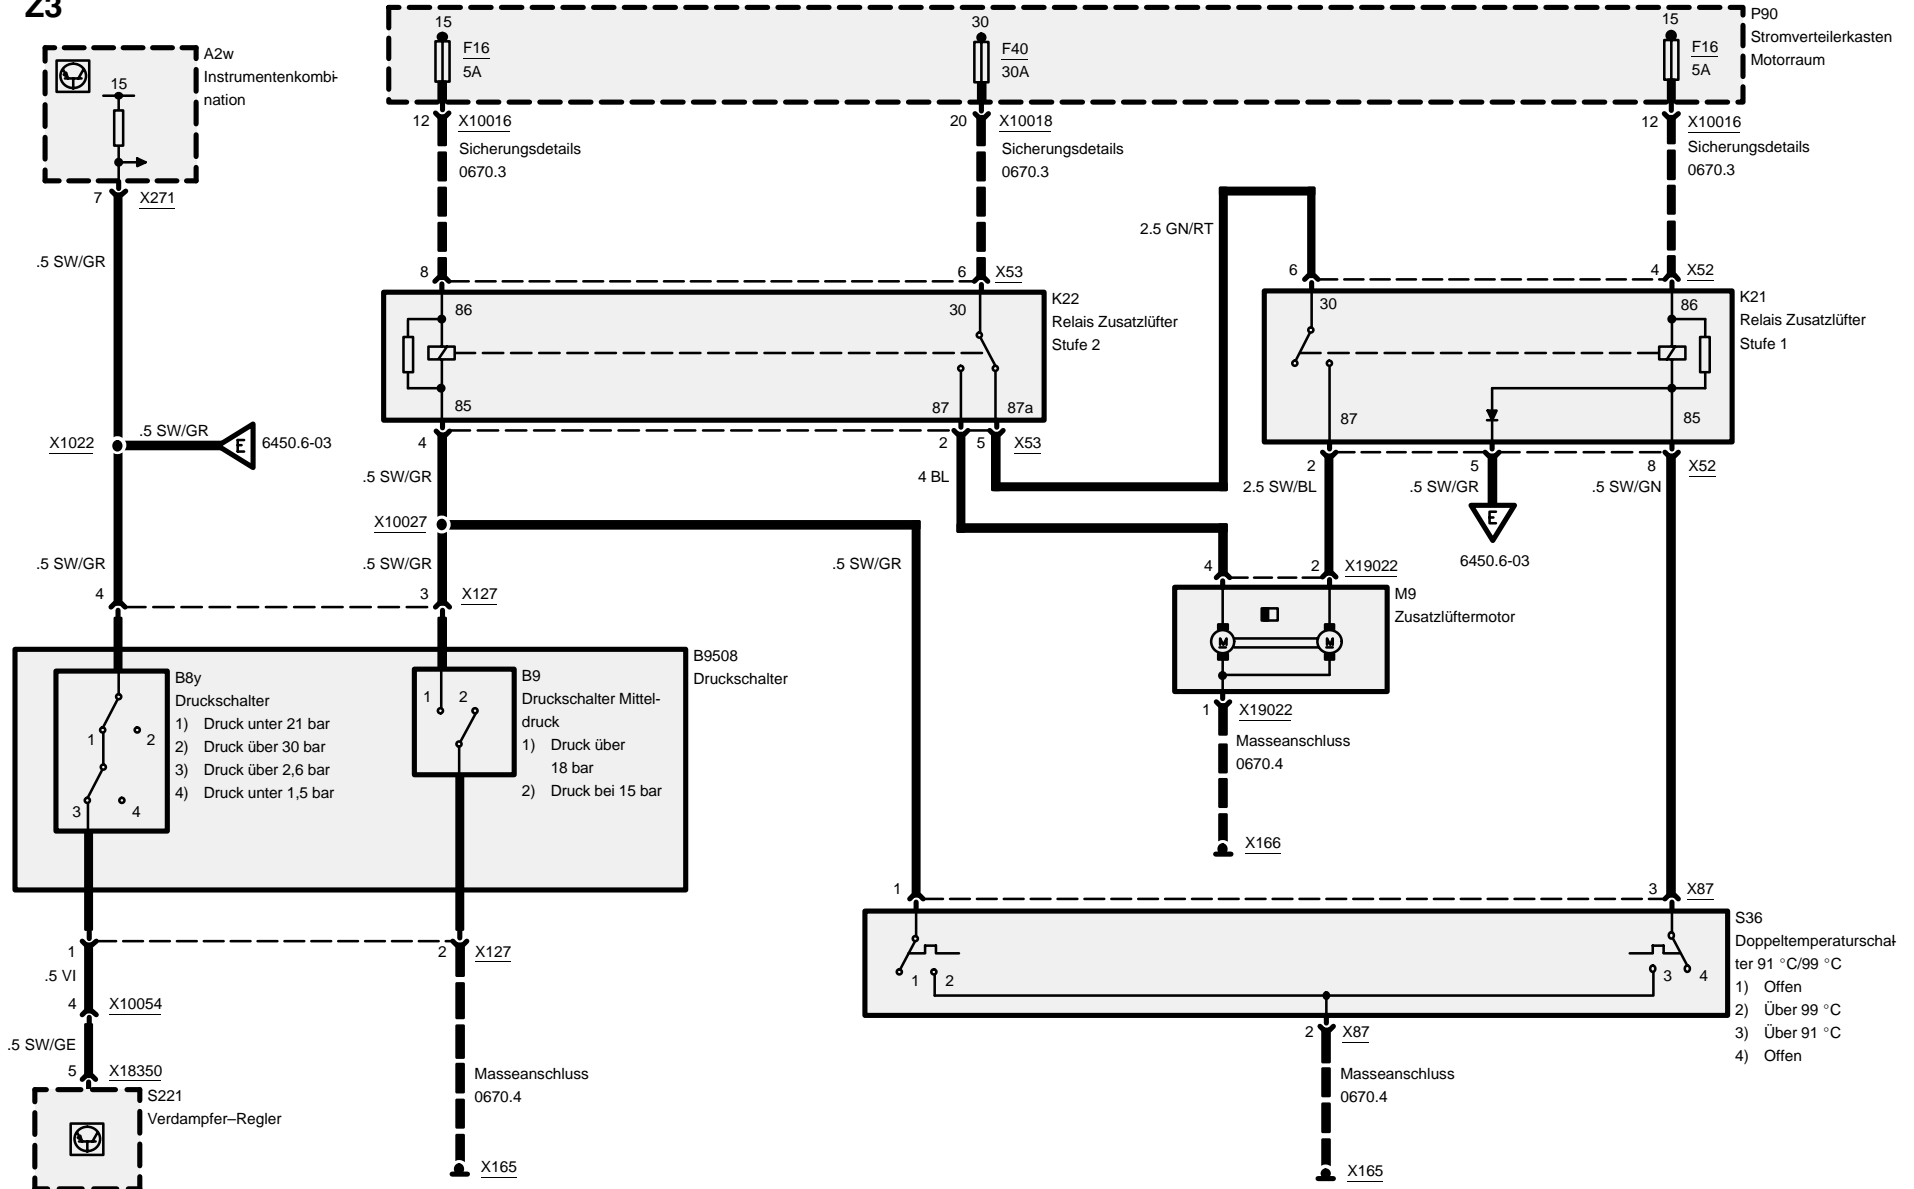 Z3
15
F16
5A
30
F40
30A
15
F16
5A
P90
Stromverteilerkasten
Motorraum
A2w
Instrumentenkombi-
nation
15
7
X271
12
X10016
Sicherungsdetails
0670.3
20
X10018
Sicherungsdetails
0670.3
12
X10016
Sicherungsdetails
0670.3
.5 SW/GR
2.5 GN/RT
8
6
X53
6
4
X52
86
30
K22
Relais Zusatzlüfter
Stufe 2
85
87
87a
30
86
K21
Relais Zusatzlüfter
Stufe 1
87
85
X1022
.5 SW/GR
E
6450.6-03
4
2
5
X53
.5 SW/GR
4 BL
2
5
8
X52
2.5 SW/BL
.5 SW/GR
.5 SW/GN
E
6450.6-03
X10027
.5 SW/GR
.5 SW/GR
.5 SW/GR
4
3
X127
4
2
X19022
M9
Zusatzlüftermotor
M
M
1
X19022
Masseanschluss
0670.4
X166
B9508
Druckschalter
B8y
Druckschalter
1) Druck unter 21 bar
2) Druck über 30 bar
3) Druck über 2,6 bar
4) Druck unter 1,5 bar
1
2
3
4
1
2
B9
Druckschalter Mittel-
druck
1) Druck über
18 bar
2) Druck bei 15 bar
1
3
X87
1
2
3
4
S36
Doppeltemperaturschal-
ter 91 °C/99 °C
1) Offen
2) Über 99 °C
3) Über 91 °C
4) Offen
1
2
X127
.5 VI
4
X10054
.5 SW/GE
5
X18350
S221
Verdampfer–Regler
Masseanschluss
0670.4
X165
2
X87
Masseanschluss
0670.4
X165